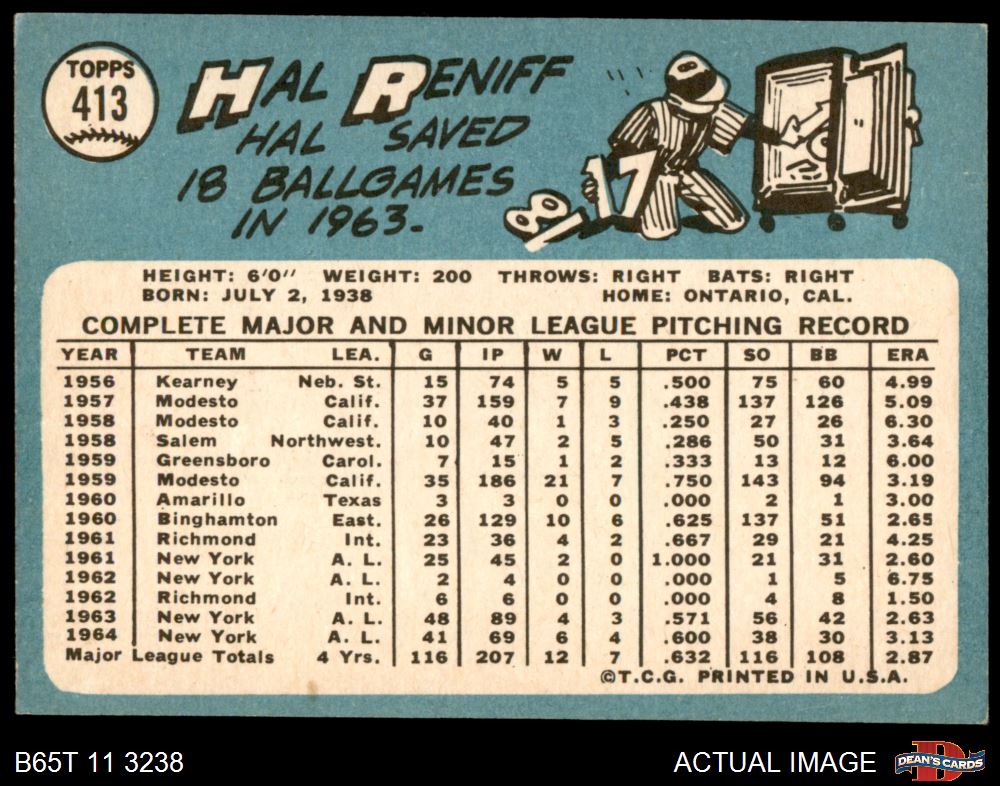 TOPPS
413
HAL RENIFF
HAL SAVED
18 BALLGAMES
IN 1963.
17
18
HEIGHT: 6'0" WEIGHT: 200 THROWS: RIGHT BATS: RIGHT
BORN: JULY 2, 1938 HOME: ONTARIO, CAL.
COMPLETE MAJOR AND MINOR LEAGUE PITCHING RECORD
YEAR TEAM LEA. G IP W L PCT SO BB ERA
1956 Kearney Neb. St. 15 74 5 5 .500 75 60 4.99
1957 Modesto Calif. 37 159 7 9 .438 137 126 5.09
1958 Modesto Calif. 10 40 1 3 .250 27 26 6.30
1958 Salem Northwest. 10 47 2 5 .286 50 31 3.64
1959 Greensboro Carol. 7 15 1 2 .333 13 12 6.00
1959 Modesto Calif. 35 186 21 7 .750 143 94 3.19
1960 Amarillo Texas 3 3 0 0 .000 2 1 3.00
1960 Binghamton East. 26 129 10 6 .625 137 51 2.65
1961 Richmond Int. 23 36 4 2 .667 29 21 4.25
1961 New York A. L. 25 45 2 0 1.000 21 31 2.60
1962 New York A. L. 2 4 0 0 .000 1 5 6.75
1962 Richmond Int. 6 6 0 0 .000 4 8 1.50
1963 New York A. L. 48 89 4 3 .571 56 42 2.63
1964 New York A. L. 41 69 6 4 .600 38 30 3.13
Major League Totals 4 Yrs. 116 207 12 7 .632 116 108 2.87
©T.C.G. PRINTED IN U.S.A.
B65T 11 3238 ACTUAL IMAGE
D
DEAN'S CARDS